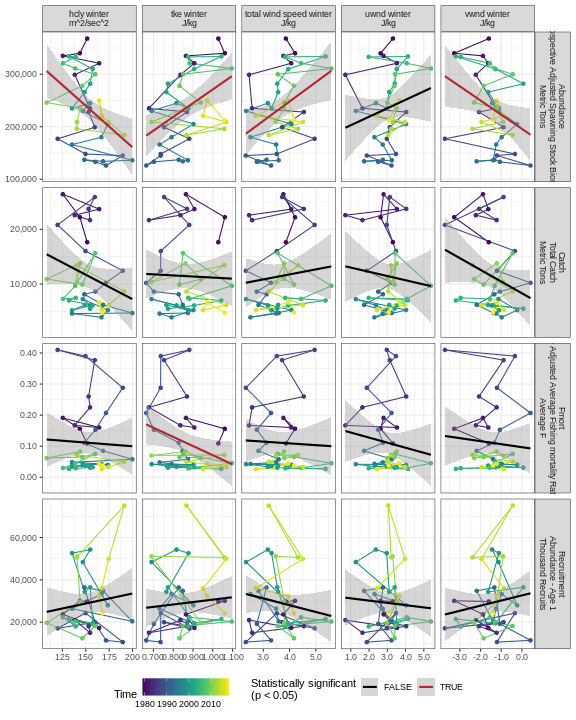 hcly winter
m^2/sec^2
tke winter
J/kg
total wind speed winter
J/kg
uwnd winter
J/kg
vwnd winter
J/kg
300,000
200,000
100,000
Abundance
spective Adjusted Spawning Stock Bio
Metric Tons
20,000
10,000
Catch
Total Catch
Metric Tons
0.40
0.30
0.20
0.10
0.00
Fmort
Adjusted Average Fishing mortality Rat
Average F
60,000
40,000
20,000
Recruitment
Abundance - Age 1
Thousand Recruits
125 150 175 200
0.700 0.800 0.900 1.000 1.100
4.0 5.0
1.0 2.0 3.0 4.0 5.0
-3.0 -2.0 -1.0 0.0
Time
1980 1990 2000 2010
Statistically significant
(p < 0.05)
FALSE
TRUE